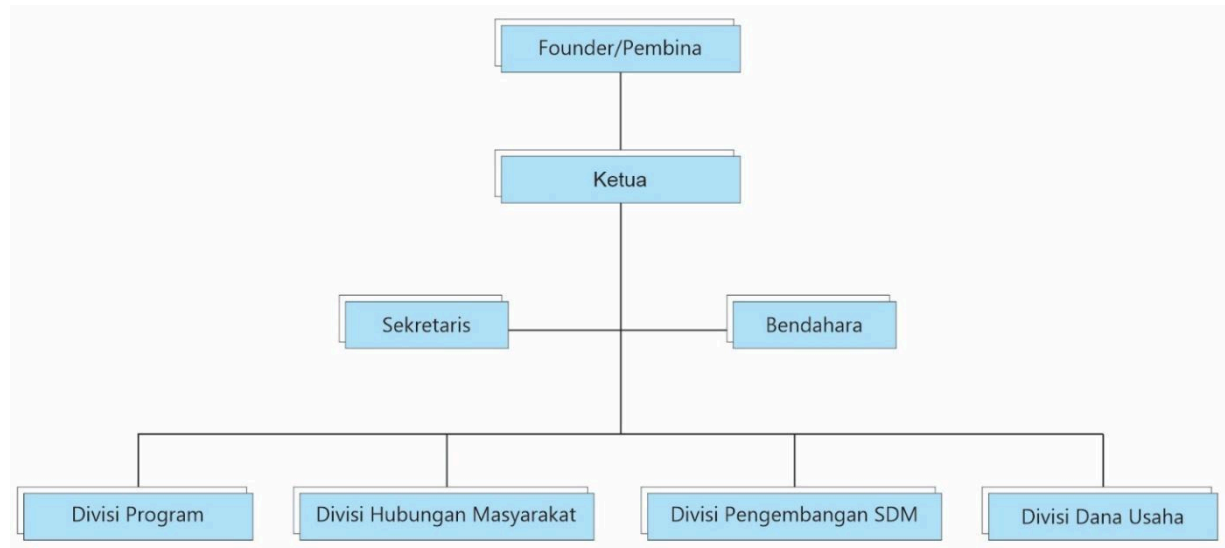 Founder/Pembina
Ketua
Sekretaris
Bendahara
Divisi Program
Divisi Hubungan Masyarakat
Divisi Pengembangan SDM
Divisi Dana Usaha